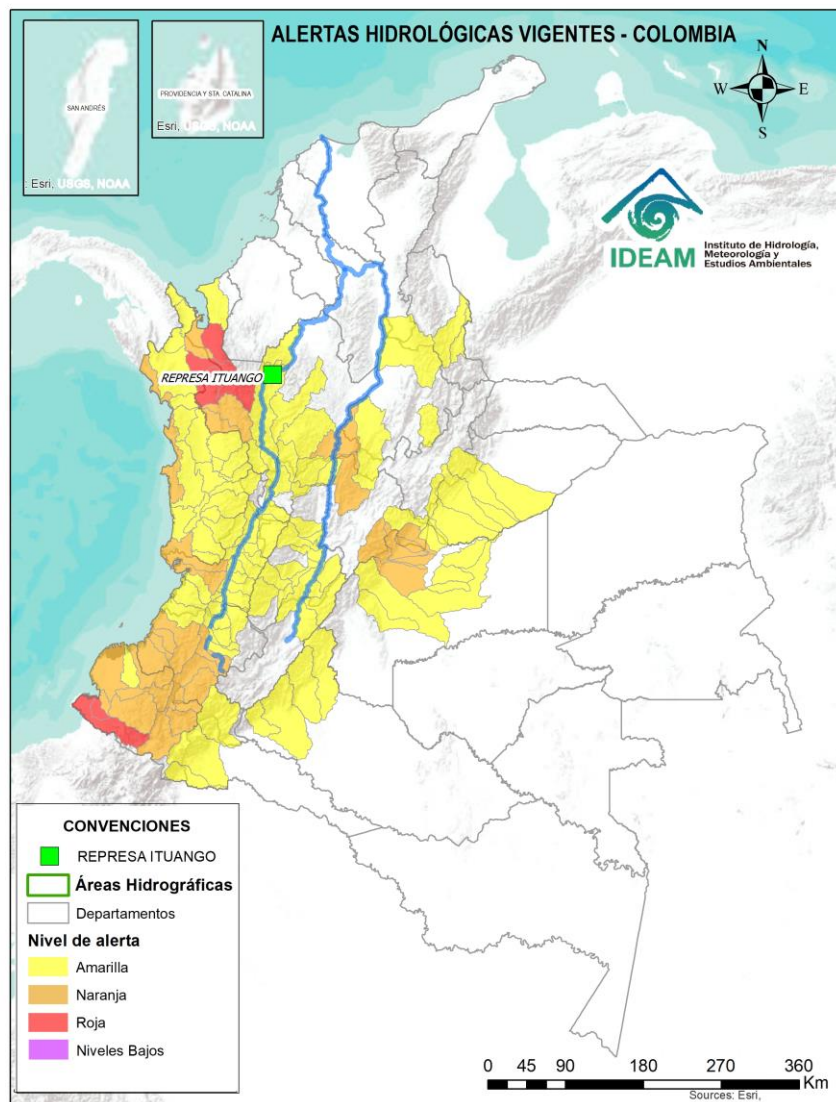 ALERTAS HIDROLÓGICAS VIGENTES - COLOMBIA
SAN ANDRÉS
Esri, USGS, NOAA
PROVIDENCIA Y STA. CATALINA
Esri, USGS, NOAA
N
W
E
S
IDEAM
Instituto de Hidrología,
Meteorología y
Estudios Ambientales
REPRESA ITUANGO
CONVENCIONES
REPRESA ITUANGO
Áreas Hidrográficas
Departamentos
Nivel de alerta
Amarilla
Naranja
Roja
Niveles Bajos
0 45 90 180 270 360
Km
Sources: Esri,